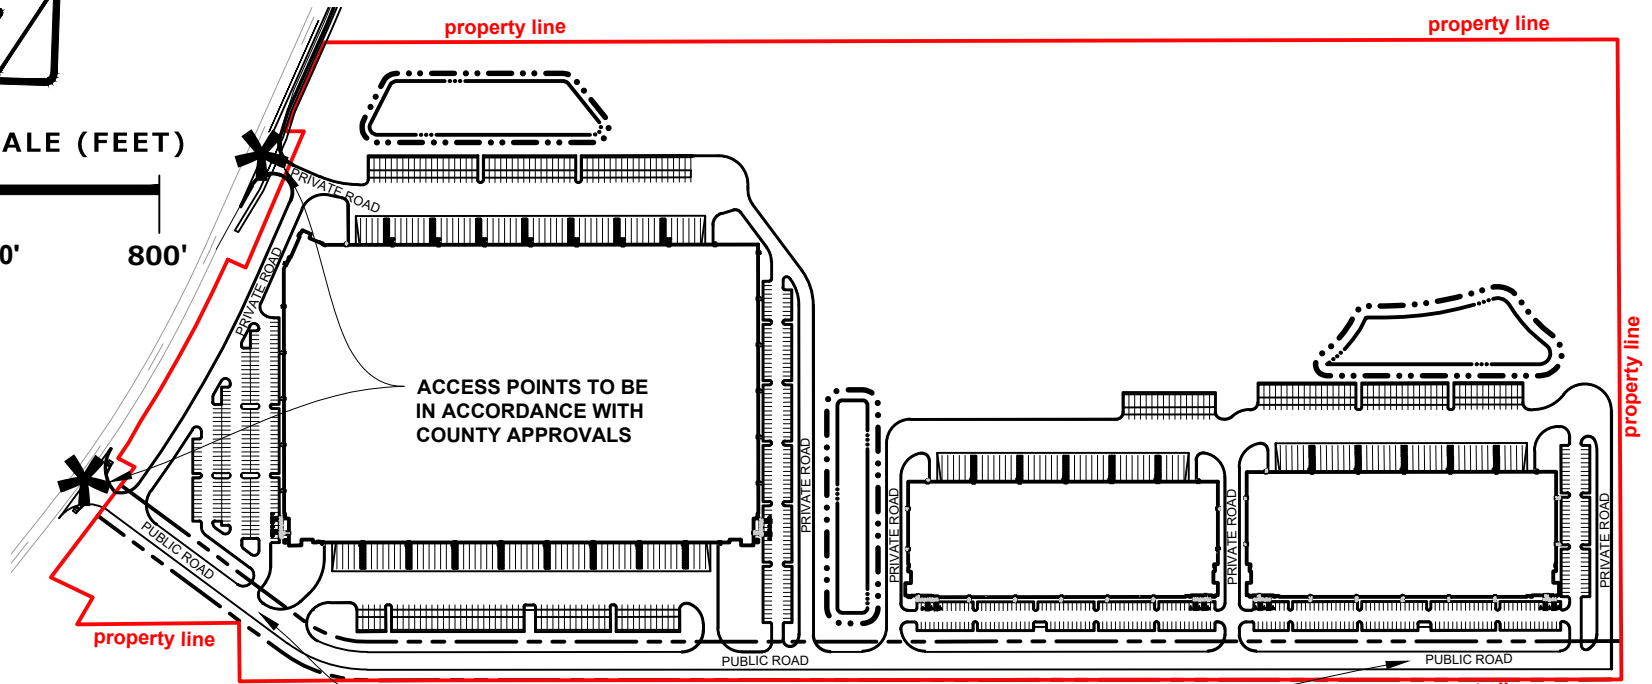 property line
property line
ALE (FEET)
0'
800'
PRIVATE ROAD
PRIVATE ROAD
ACCESS POINTS TO BE
IN ACCORDANCE WITH
COUNTY APPROVALS
property line
PRIVATE ROAD
PRIVATE ROAD
PRIVATE ROAD
PRIVATE ROAD
PUBLIC ROAD
property line
PUBLIC ROAD
PUBLIC ROAD